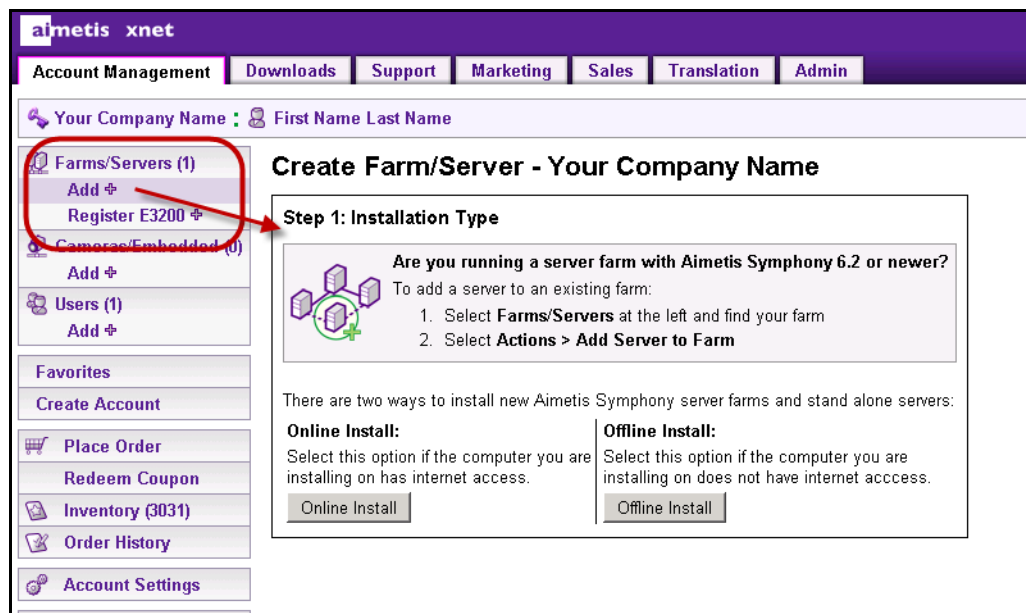 aimetis xnet
Account Management Downloads Support Marketing Sales Translation Admin
Your Company Name : First Name Last Name
Farms/Servers (1)
Add
Register E3200
Cameras/Embedded (0)
Add
Users (1)
Add
Favorites
Create Account
Place Order
Redeem Coupon
Inventory (3031)
Order History
Account Settings
Create Farm/Server - Your Company Name
Step 1: Installation Type
Are you running a server farm with Aimetis Symphony 6.2 or newer?
To add a server to an existing farm:
1. Select Farms/Servers at the left and find your farm
2. Select Actions > Add Server to Farm
There are two ways to install new Aimetis Symphony server farms and stand alone servers:
Online Install:
Select this option if the computer you are
installing on has internet access.
Online Install
Offline Install:
Select this option if the computer you are
installing on does not have internet acccess.
Offline Install